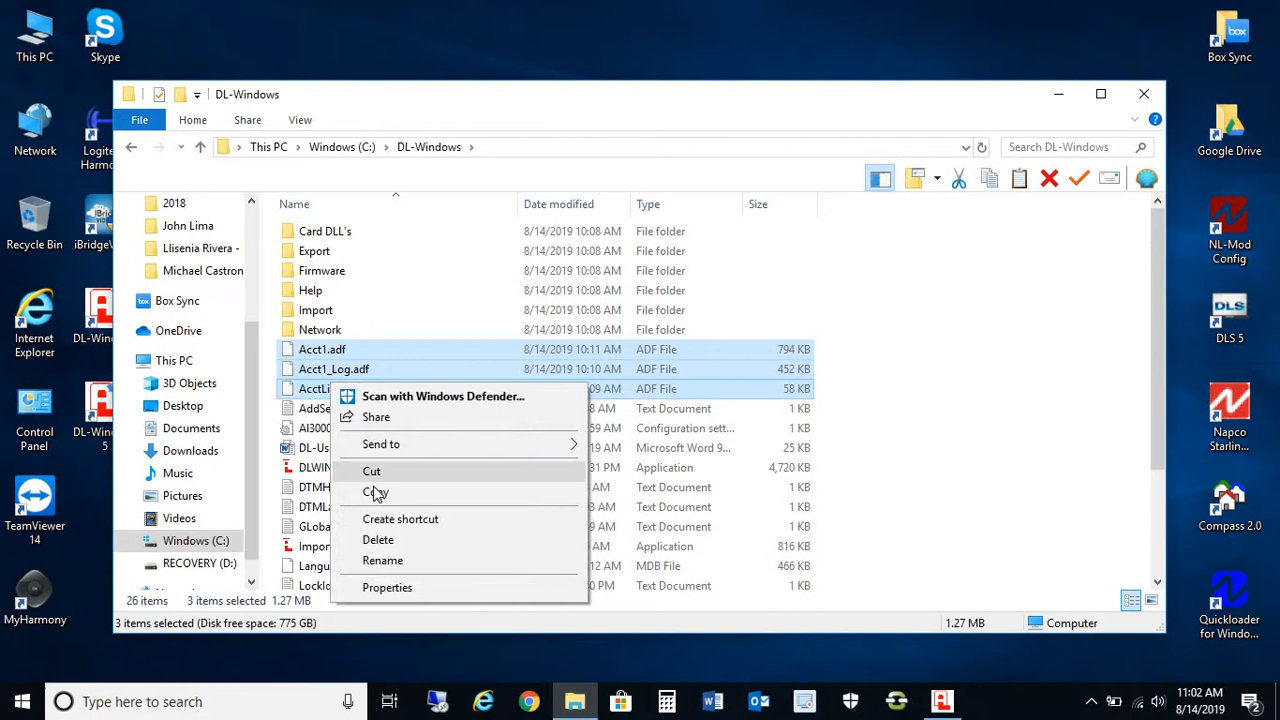 This PC
Skype
Box Sync
DL-Windows
File
Home
Share
View
This PC
Windows (C:)
DL-Windows
Search DL-Windows
Network
Logite
Harmo
Google Drive
Name
Date modified
Type
Size
2018
John Lima
Llisenia Rivera -
Michael Castron
Box Sync
OneDrive
This PC
3D Objects
Desktop
Documents
Downloads
Music
Pictures
Videos
Windows (C:)
RECOVERY (D:)
Card DLL's 8/14/2019 10:08 AM File folder
Export 8/14/2019 10:08 AM File folder
Firmware 8/14/2019 10:08 AM File folder
Help 8/14/2019 10:08 AM File folder
Import 8/14/2019 10:08 AM File folder
Network 8/14/2019 10:08 AM File folder
Acct1.adf 8/14/2019 10:11 AM ADF File 794 KB
Acct1_Log.adf 8/14/2019 10:10 AM ADF File 452 KB
AcctLi 09 AM ADF File 58 KB
AddSe 8 AM Text Document 1 KB
AI3000 Configuration sett... 1 KB
DL-Us Microsoft Word 9... 25 KB
DLWIN 31 PM Application 4,720 KB
DTMH AM Text Document 1 KB
DTMLa AM Text Document 1 KB
GLoba 9 AM Text Document 1 KB
Impor AM Application 816 KB
Langu MDB File 466 KB
Locklo 0 PM Text Document 1 KB
Scan with Windows Defender...
Share
Send to
Cut
Copy
Create shortcut
Delete
Rename
Properties
26 items 3 items selected 1.27 MB
3 items selected (Disk free space: 775 GB)
1.27 MB
Computer
Recycle Bin
iBridgeV
Internet
Explorer
DL-Win
Control
Panel
DL-Wind
5
TeamViewer
14
MyHarmony
NL-Mod
Config
DLS 5
Napco
Starlin...
Compass 2.0
Quickloader
for Windo...
Type here to search
11:02 AM
8/14/2019
2